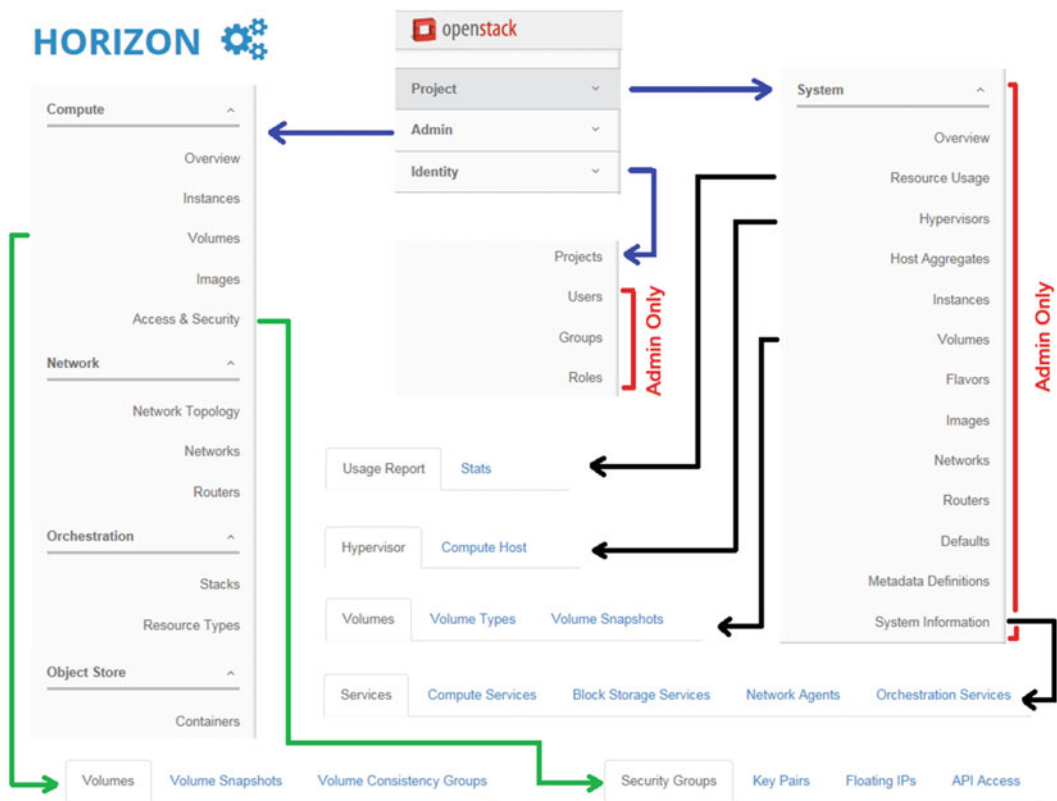 HORIZON
openstack
Project
Admin
Identity
Compute
Overview
Instances
Volumes
Images
Access & Security
Network
Network Topology
Networks
Routers
Orchestration
Stacks
Resource Types
Object Store
Containers
Projects
Users
Groups
Roles
Admin Only
System
Overview
Resource Usage
Hypervisors
Host Aggregates
Instances
Volumes
Flavors
Images
Networks
Routers
Defaults
Metadata Definitions
System Information
Admin Only
Usage Report Stats
Hypervisor Compute Host
Volumes Volume Types Volume Snapshots
Services Compute Services Block Storage Services Network Agents Orchestration Services
Volumes Volume Snapshots Volume Consistency Groups
Security Groups Key Pairs Floating IPs API Access